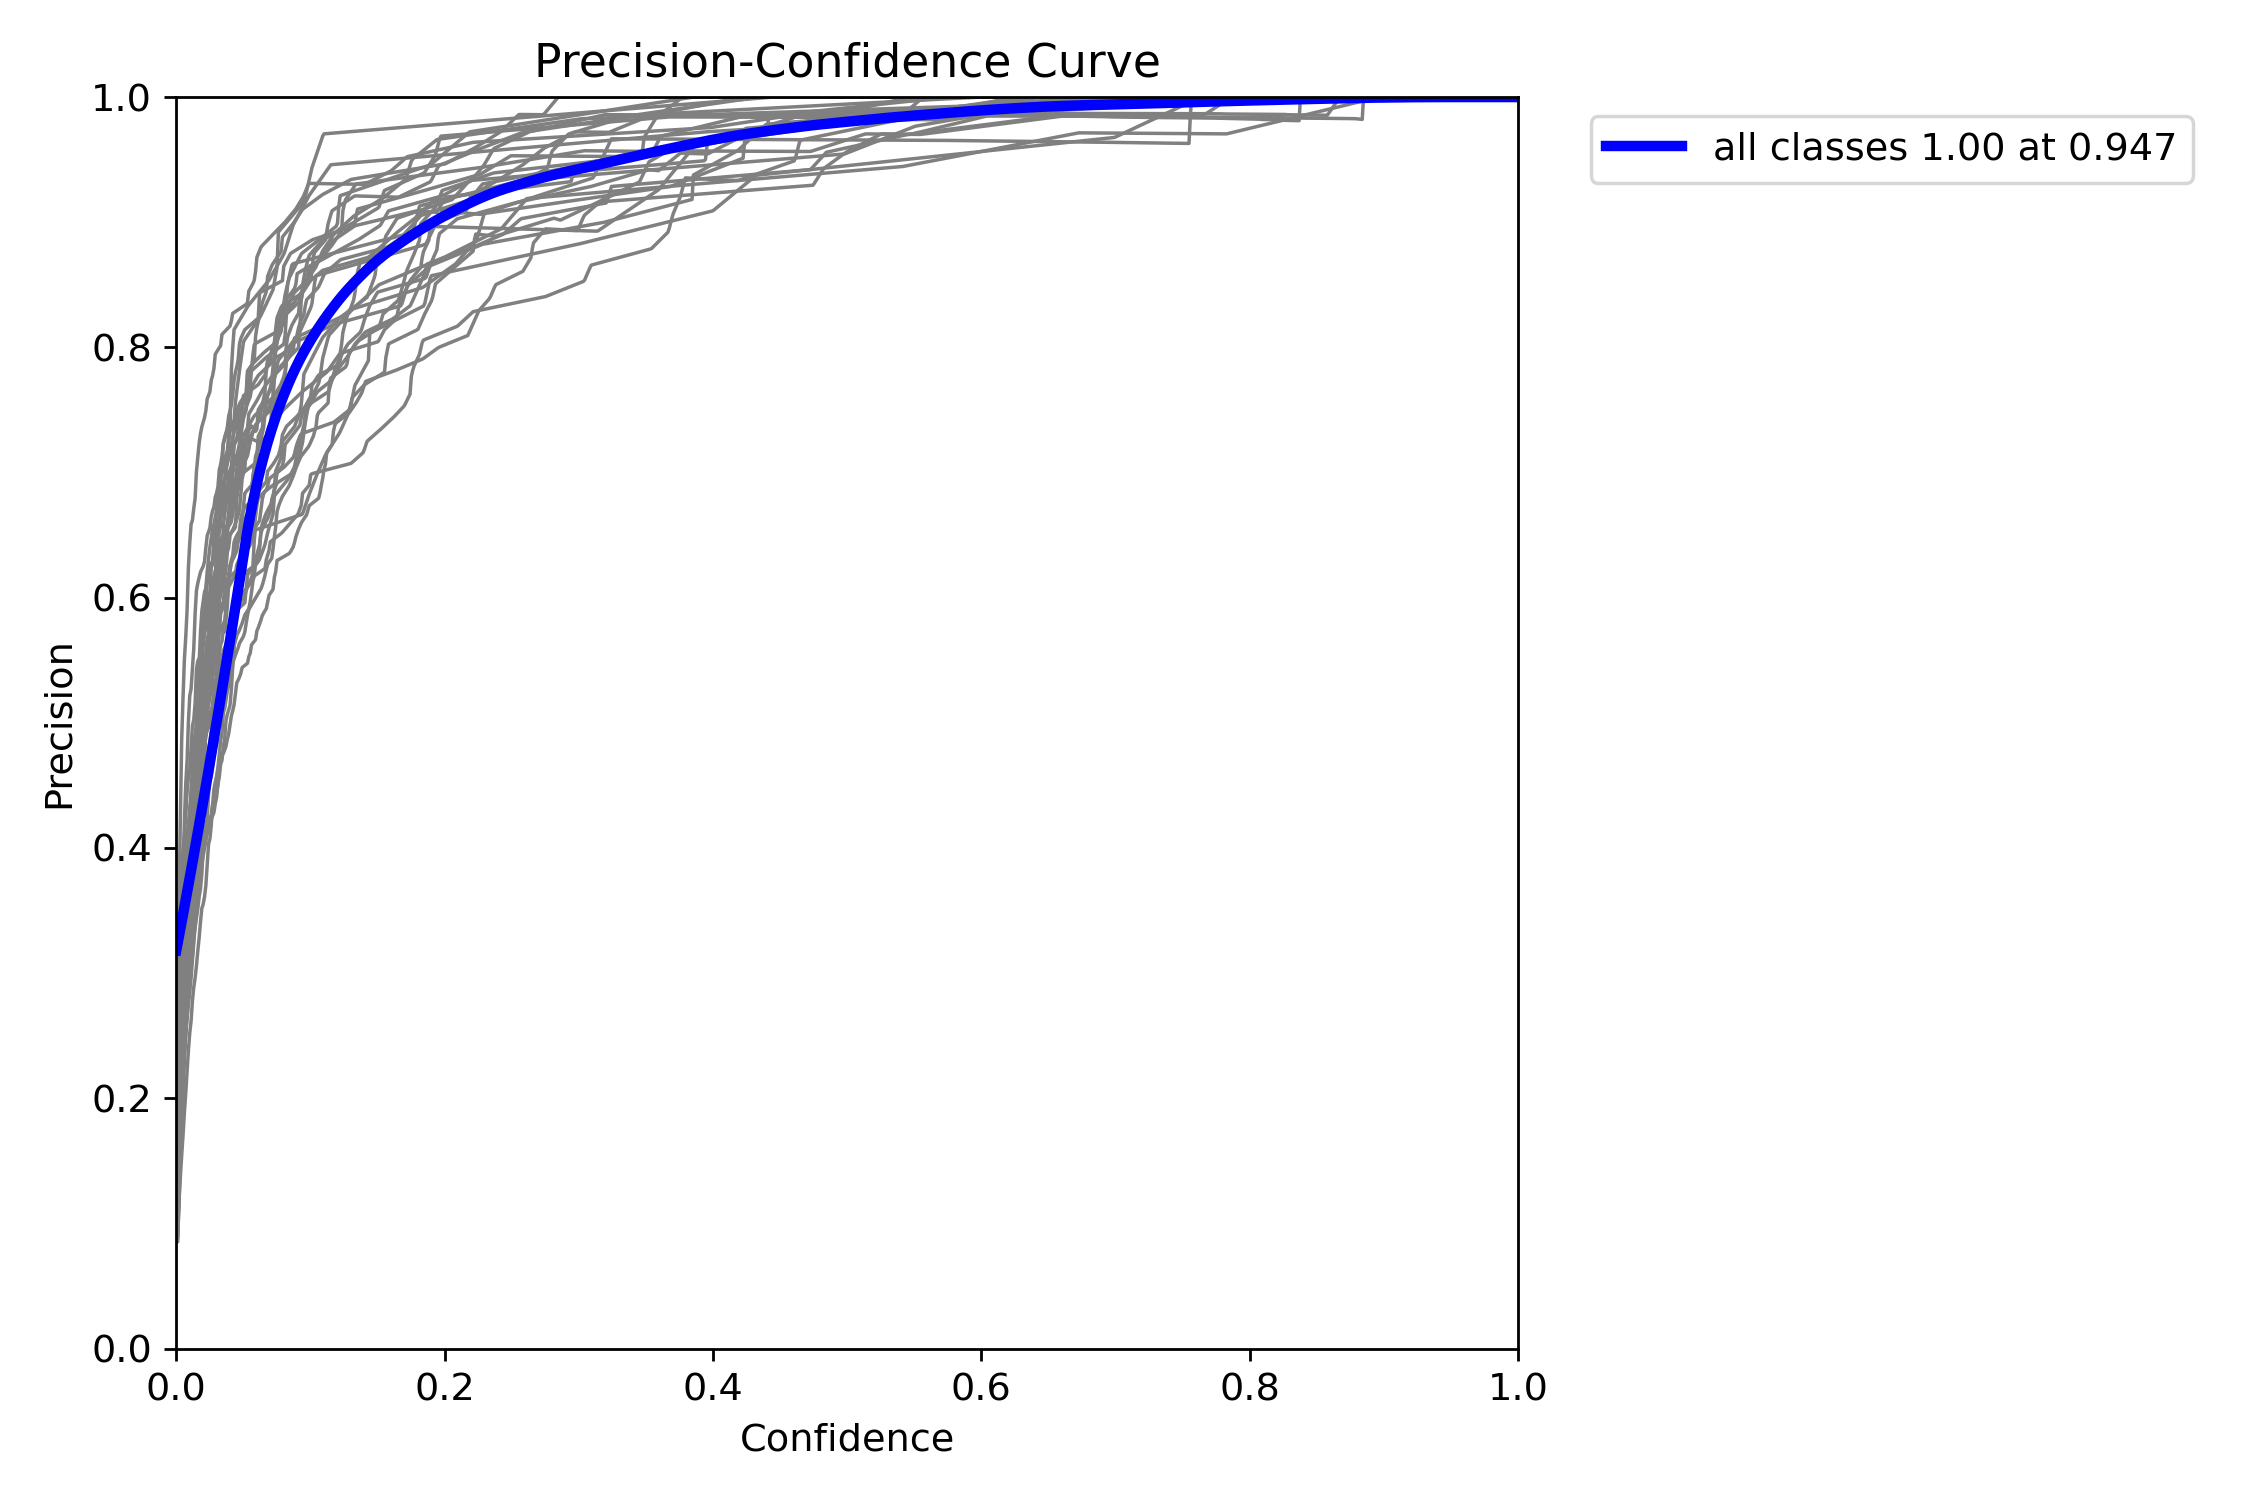 Precision-Confidence Curve
1.0
0.8
0.6
0.4
0.2
0.0
Precision
0.0 0.2 0.4 0.6 0.8 1.0
Confidence
all classes 1.00 at 0.947